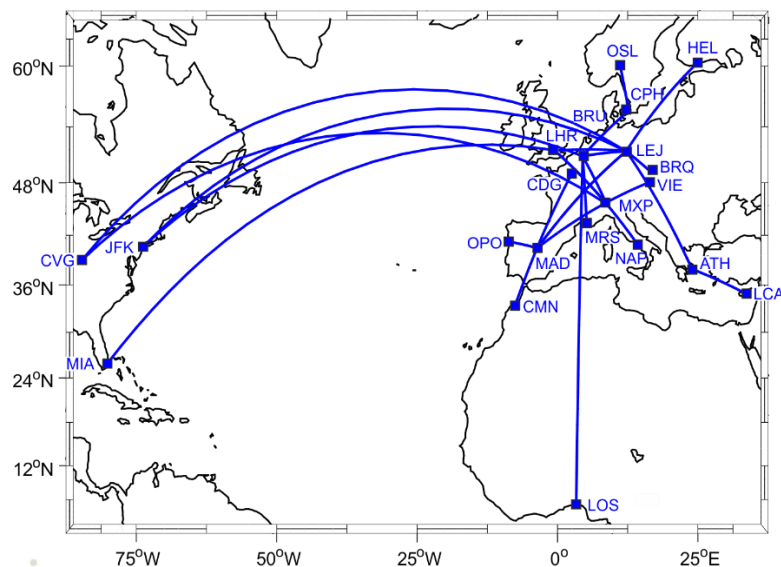 60°N
48°N
36°N
24°N
12°N
OSL
HEL
CPH
BRU
LHR
LEJ
BRQ
CDG
VIE
MXP
OPO
MRS
MAD
NAP
ATH
CVG
JFK
LCA
CMN
MIA
LOS
75°W
50°W
25°W
0°
25°E